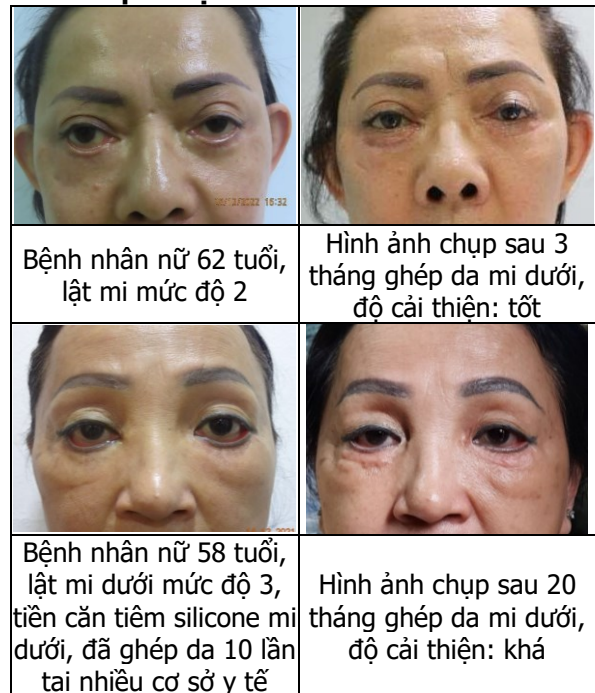 Bệnh nhân nữ 62 tuổi,
lật mi mức độ 2
Hình ảnh chụp sau 3
tháng ghép da mi dưới,
độ cải thiện: tốt
Bệnh nhân nữ 58 tuổi,
lật mi dưới mức độ 3,
tiền căn tiêm silicone mi
dưới, đã ghép da 10 lần
tại nhiều cơ sở y tế
Hình ảnh chụp sau 20
tháng ghép da mi dưới,
độ cải thiện: khá